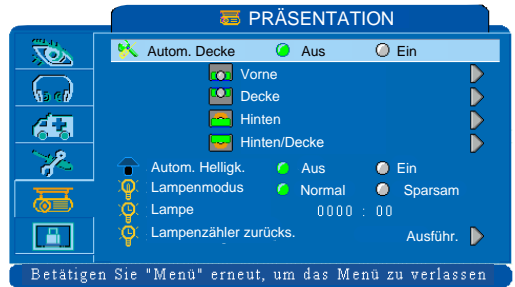 PRÄSENTATION
Autom. Decke Aus Ein
Vorne
Decke
Hinten
Hinten/Decke
Autom. Helligk. Aus Ein
Lampenmodus Normal Sparsam
Lampe 0000 : 00
Lampenzähler zurücks. Ausführ.
Betätigen Sie "Menü" erneut, um das Menü zu verlassen